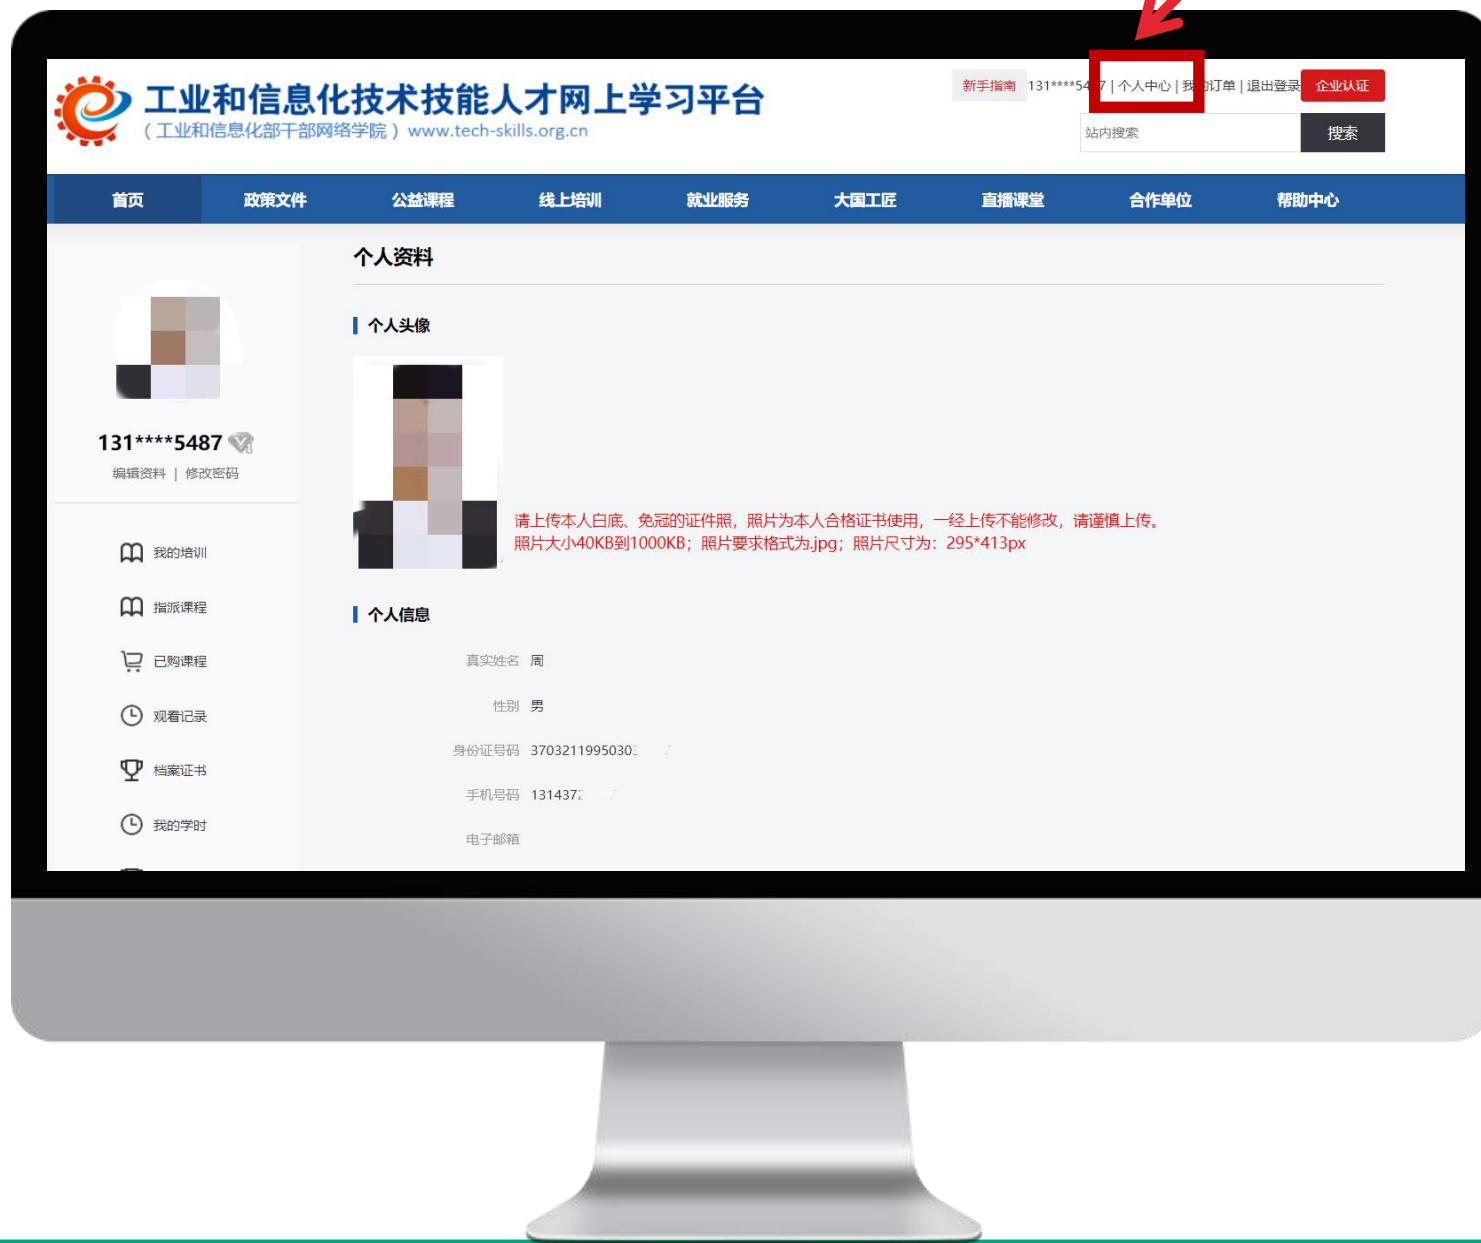 工业和信息化技术技能人才网上学习平台
（工业和信息化部干部网络学院）www.tech-skills.org.cn
新手指南 131****5487 | 个人中心 | 我的订单 | 退出登录 企业认证
站内搜索 搜索
首页 政策文件 公益课程 线上培训 就业服务 大国工匠 直播课堂 合作单位 帮助中心
131****5487
编辑资料 | 修改密码
我的培训
指派课程
已购课程
观看记录
档案证书
我的学时
个人资料
个人头像
请上传本人白底、免冠的证件照，照片为本人合格证书使用，一经上传不能修改，请谨慎上传。
照片大小40KB到1000KB；照片要求格式为.jpg；照片尺寸为：295*413px
个人信息
真实姓名 周
性别 男
身份证号码 3703211995030
手机号码 131437
电子邮箱